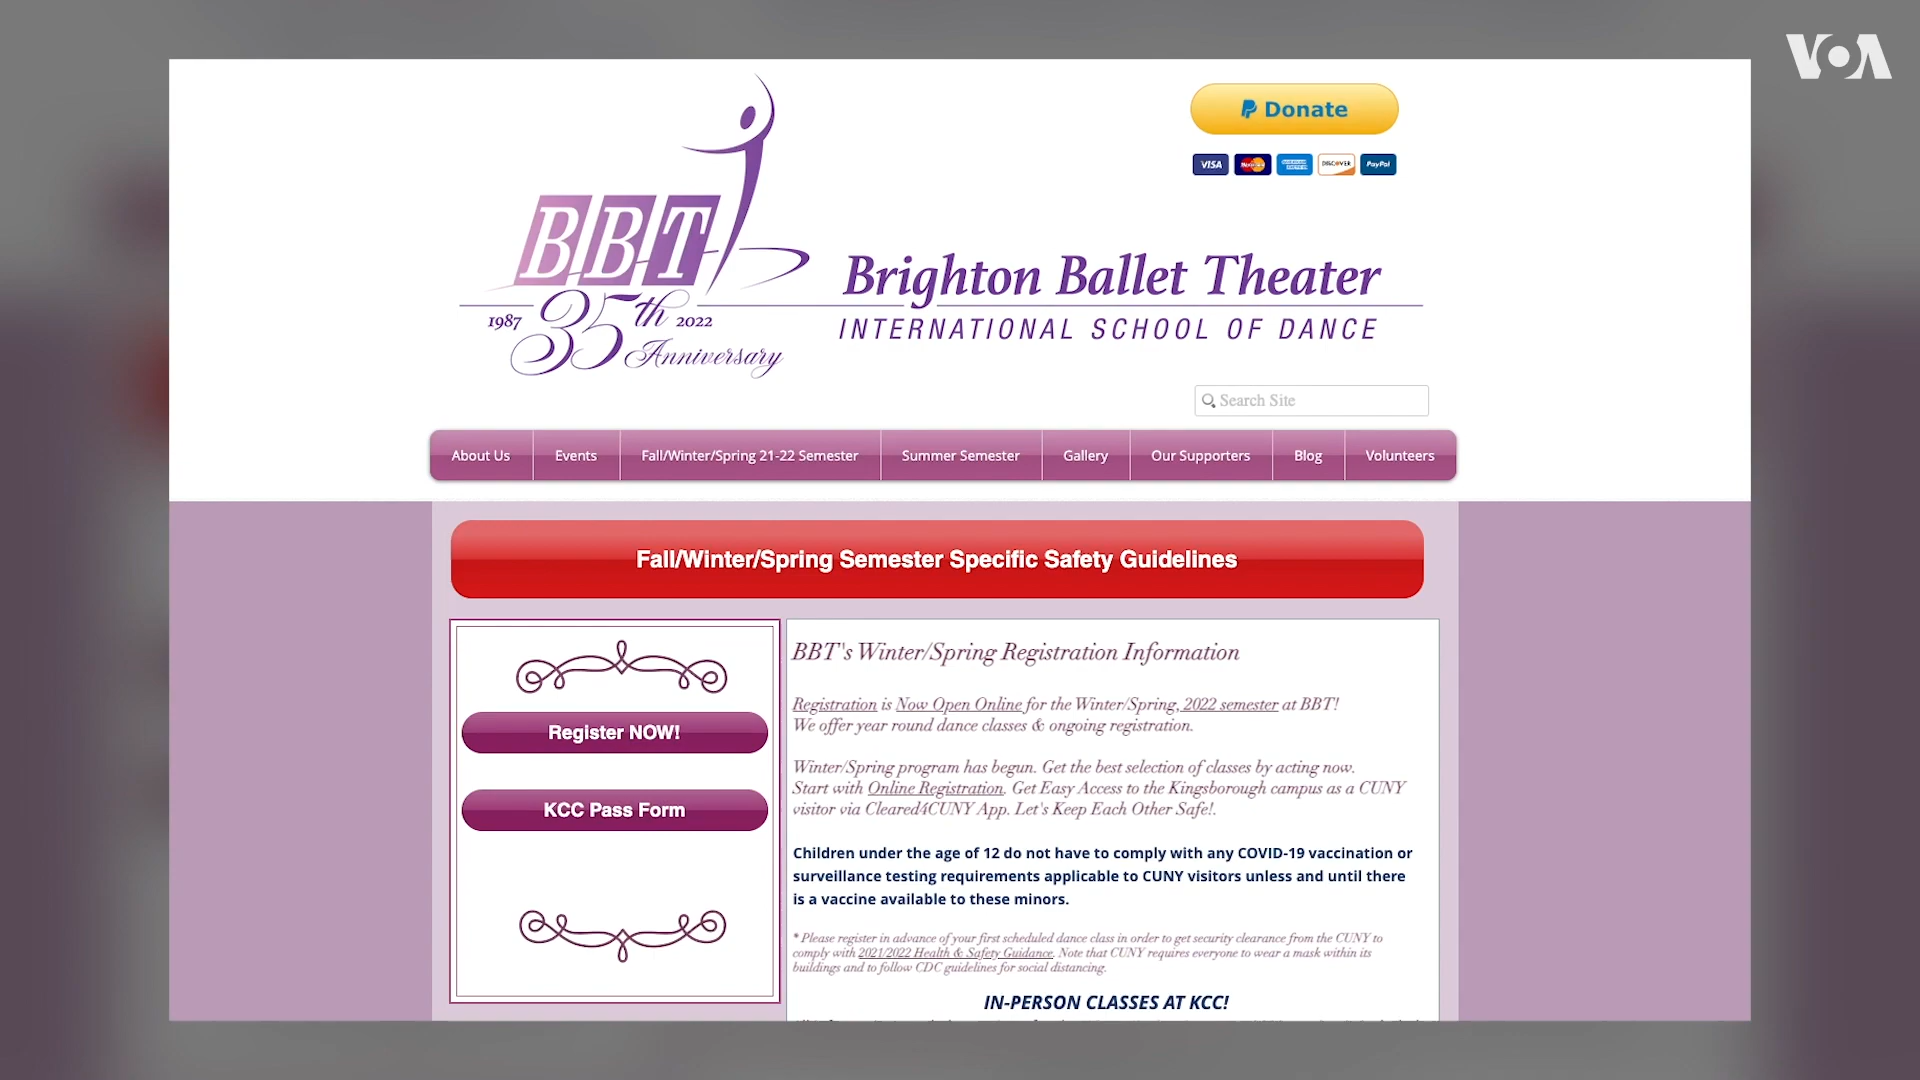 VOA
Donate
VISA
DISCOVER
PayPal
BBT
1987 35th 2022
Anniversary
Brighton Ballet Theater
INTERNATIONAL SCHOOL OF DANCE
Search Site
About Us
Events
Fall/Winter/Spring 21-22 Semester
Summer Semester
Gallery
Our Supporters
Blog
Volunteers
Fall/Winter/Spring Semester Specific Safety Guidelines
Register NOW!
KCC Pass Form
BBT's Winter/Spring Registration Information
Registration is Now Open Online for the Winter/Spring, 2022 semester at BBT!
We offer year round dance classes & ongoing registration.
Winter/Spring program has begun. Get the best selection of classes by acting now.
Start with Online Registration. Get Easy Access to the Kingsborough campus as a CUNY
visitor via Cleared4CUNY App. Let's Keep Each Other Safe!.
Children under the age of 12 do not have to comply with any COVID-19 vaccination or
surveillance testing requirements applicable to CUNY visitors unless and until there
is a vaccine available to these minors.
* Please register in advance of your first scheduled dance class in order to get security clearance from the CUNY to
comply with 2021/2022 Health & Safety Guidance. Note that CUNY requires everyone to wear a mask within its
buildings and to follow CDC guidelines for social distancing.
IN-PERSON CLASSES AT KCC!